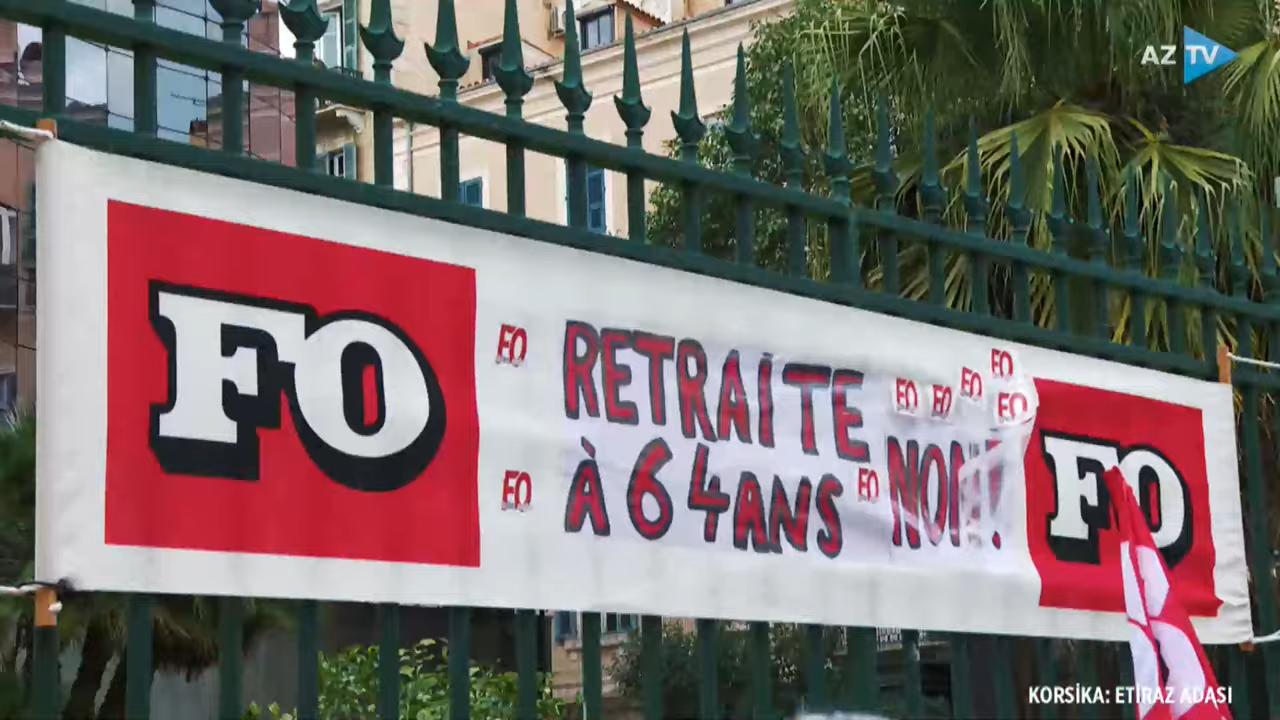 AZ TV
FO
FO
RETRAITE
FO FO FO FO FO
À 64 ANS
FO
NON!
FO
FO
KORSİKA: ETİRAZ ADASI